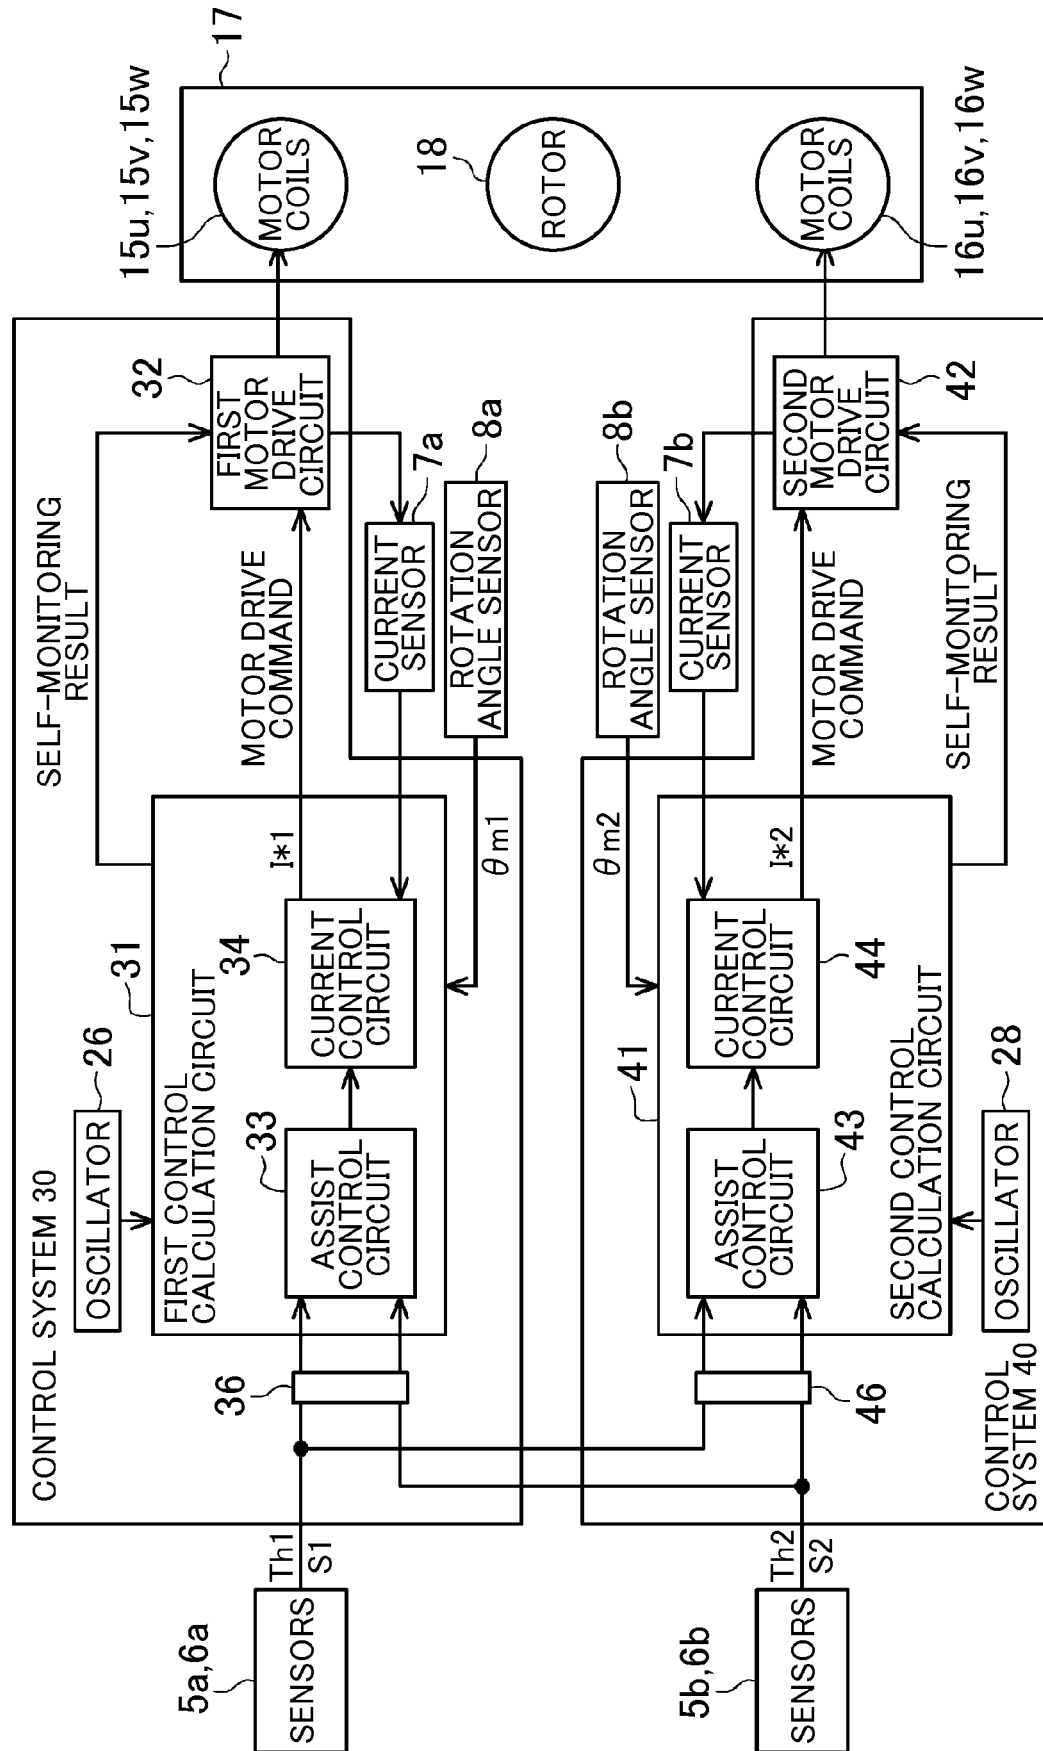 CONTROL SYSTEM 30
26
OSCILLATOR
31
FIRST CONTROL
CALCULATION CIRCUIT
SELF-MONITORING
RESULT
5a,6a
SENSORS
Th1
S1
36
33
ASSIST
CONTROL
CIRCUIT
34
CURRENT
CONTROL
CIRCUIT
I*1
MOTOR DRIVE
COMMAND
32
FIRST
MOTOR
DRIVE
CIRCUIT
7a
CURRENT
SENSOR
8a
ROTATION
ANGLE SENSOR
θm1
15u,15v,15w
MOTOR
COILS
17
18
ROTOR
MOTOR
COILS
16u,16v,16w
8b
ROTATION
ANGLE SENSOR
θm2
7b
CURRENT
SENSOR
5b,6b
SENSORS
Th2
S2
46
41
ASSIST
CONTROL
CIRCUIT
43
CURRENT
CONTROL
CIRCUIT
44
I*2
MOTOR DRIVE
COMMAND
SECOND
MOTOR
DRIVE
CIRCUIT
42
SECOND CONTROL
CALCULATION CIRCUIT
SELF-MONITORING
RESULT
OSCILLATOR
28
CONTROL
SYSTEM 40